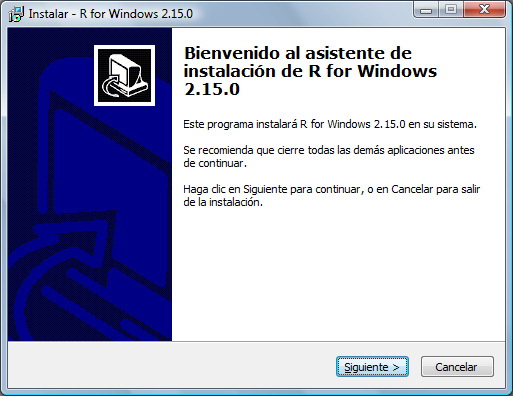 Instalar - R for Windows 2.15.0
Bienvenido al asistente de
instalación de R for Windows
2.15.0
Este programa instalará R for Windows 2.15.0 en su sistema.
Se recomienda que cierre todas las demás aplicaciones antes
de continuar.
Haga clic en Siguiente para continuar, o en Cancelar para salir
de la instalación.
Siguiente >
Cancelar